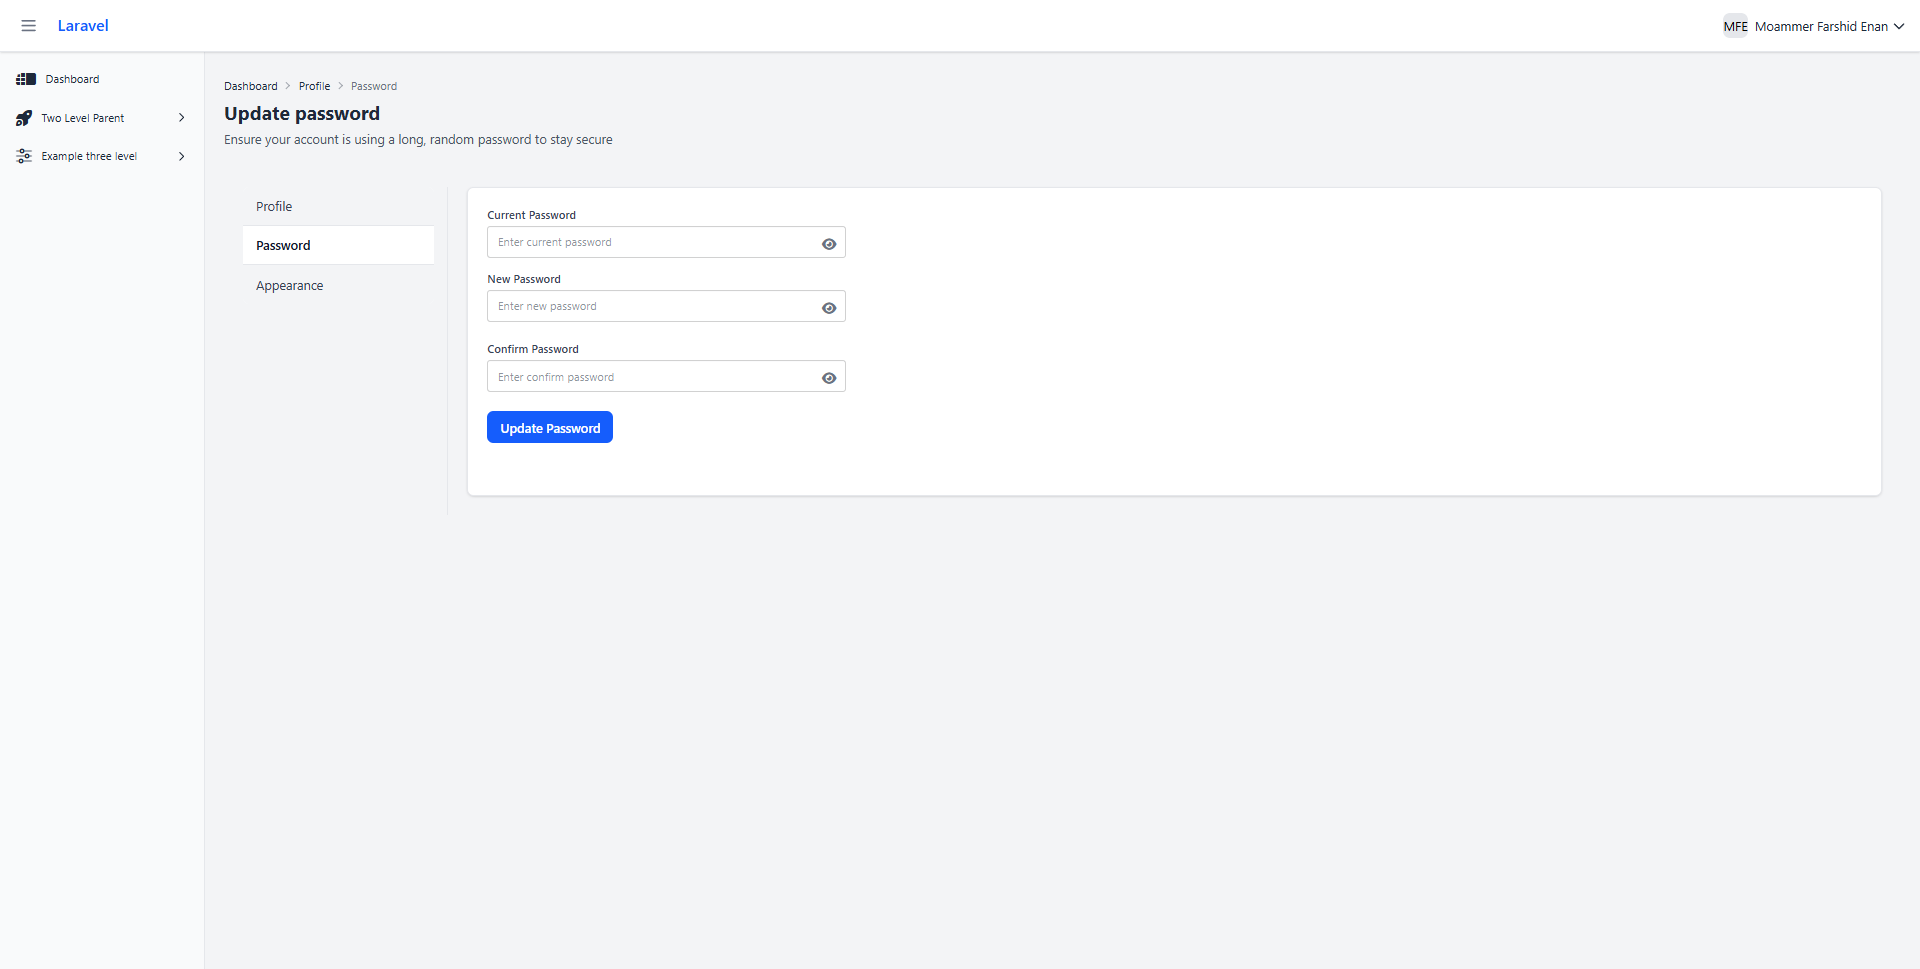 Laravel
MFE Moammer Farshid Enan
Dashboard
Two Level Parent
Example three level
Dashboard Profile Password
Update password
Ensure your account is using a long, random password to stay secure
Profile
Password
Appearance
Current Password
Enter current password
New Password
Enter new password
Confirm Password
Enter confirm password
Update Password